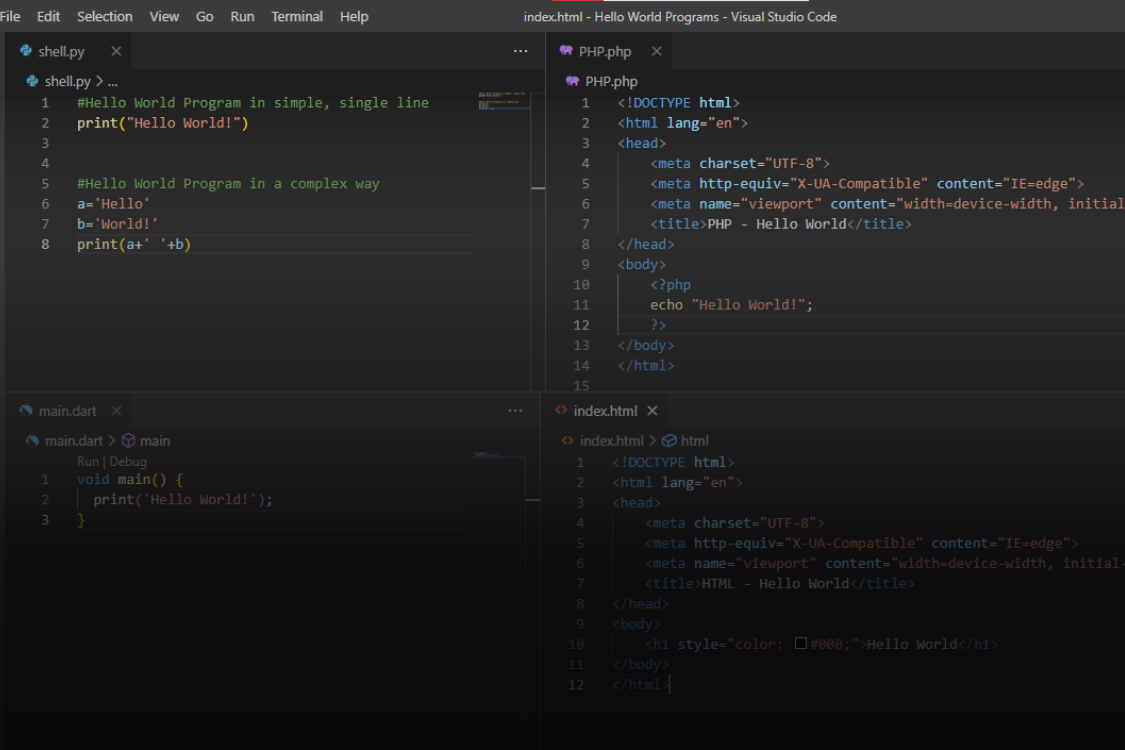 File Edit Selection View Go Run Terminal Help index.html - Hello World Programs - Visual Studio Code
shell.py
shell.py > ...
1 #Hello World Program in simple, single line
2 print("Hello World!")
3
4
5 #Hello World Program in a complex way
6 a='Hello'
7 b='World!'
8 print(a+' '+b)
PHP.php
PHP.php
1 <!DOCTYPE html>
2 <html lang="en">
3 <head>
4 <meta charset="UTF-8">
5 <meta http-equiv="X-UA-Compatible" content="IE=edge">
6 <meta name="viewport" content="width=device-width, initial
7 <title>PHP - Hello World</title>
8 </head>
9 <body>
10 <?php
11 echo "Hello World!";
12 ?>
13 </body>
14 </html>
15
main.dart
main.dart > main
Run | Debug
1 void main() {
2 print('Hello World!');
3 }
index.html
index.html > html
1 <!DOCTYPE html>
2 <html lang="en">
3 <head>
4 <meta charset="UTF-8">
5 <meta http-equiv="X-UA-Compatible" content="IE=edge">
6 <meta name="viewport" content="width=device-width, initial-
7 <title>HTML - Hello World</title>
8 </head>
9 <body>
10 <h1 style="color: #000;">Hello World</h1>
11 </body>
12 </html>